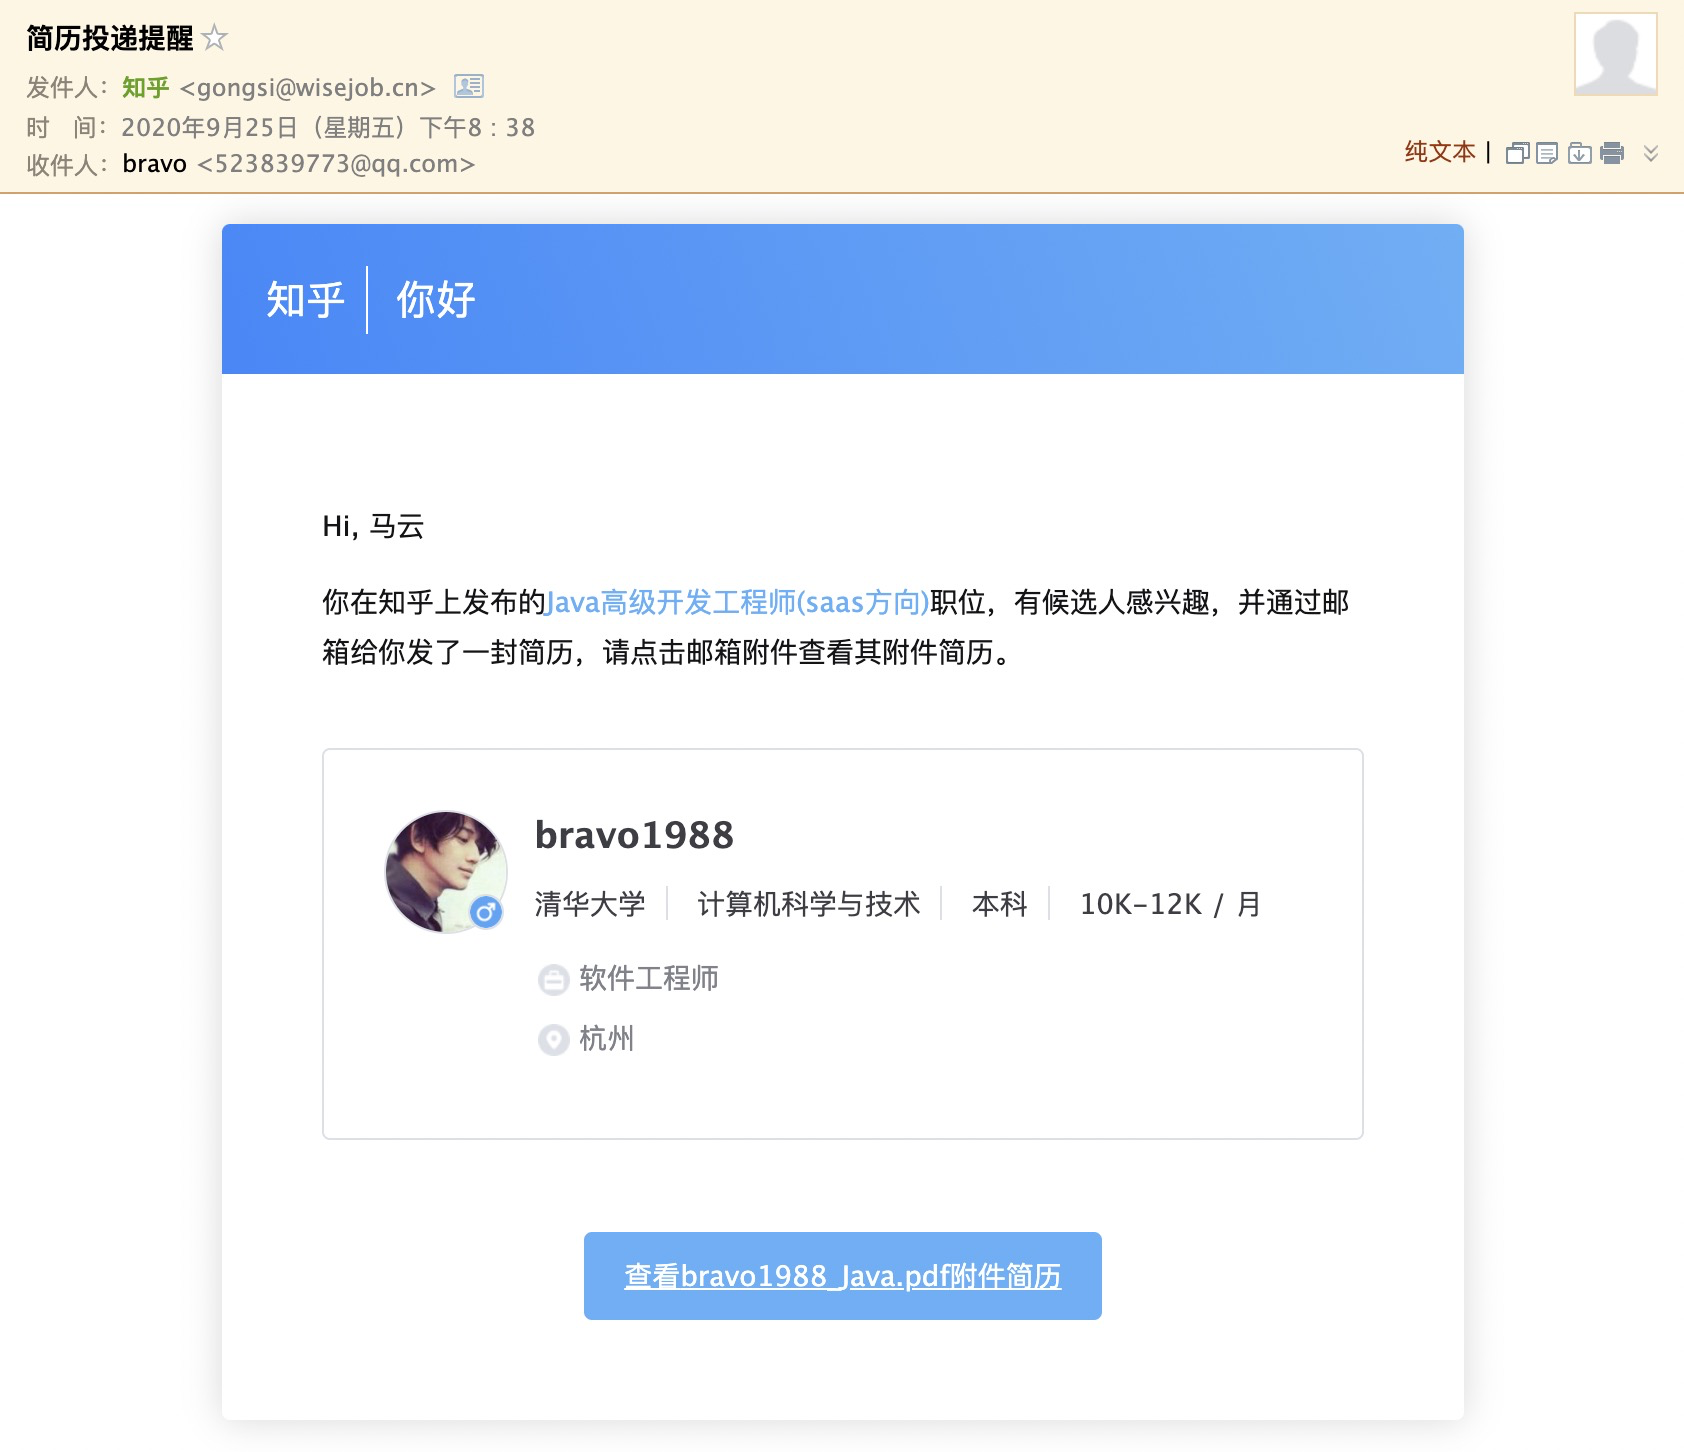 简历投递提醒
发件人：知乎 <gongsi@wisejob.cn>
时 间：2020年9月25日（星期五）下午8：38
收件人：bravo <523839773@qq.com>
纯文本 |
知乎 你好
Hi, 马云
你在知乎上发布的Java高级开发工程师(saas方向)职位，有候选人感兴趣，并通过邮
箱给你发了一封简历，请点击邮箱附件查看其附件简历。
bravo1988
清华大学 计算机科学与技术 本科 10K-12K / 月
软件工程师
杭州
查看bravo1988_Java.pdf附件简历